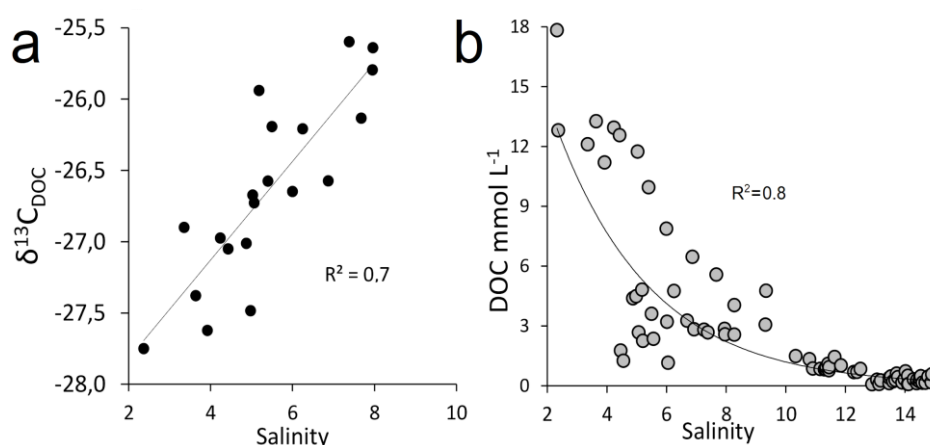 a
-25,5
-26,0
-26,5
-27,0
-27,5
-28,0
δ¹³C_DOC
R² = 0,7
2 4 6 8 10
Salinity
b
18
15
12
9
6
3
0
DOC mmol L⁻¹
R²=0.8
2 4 6 8 10 12 14
Salinity